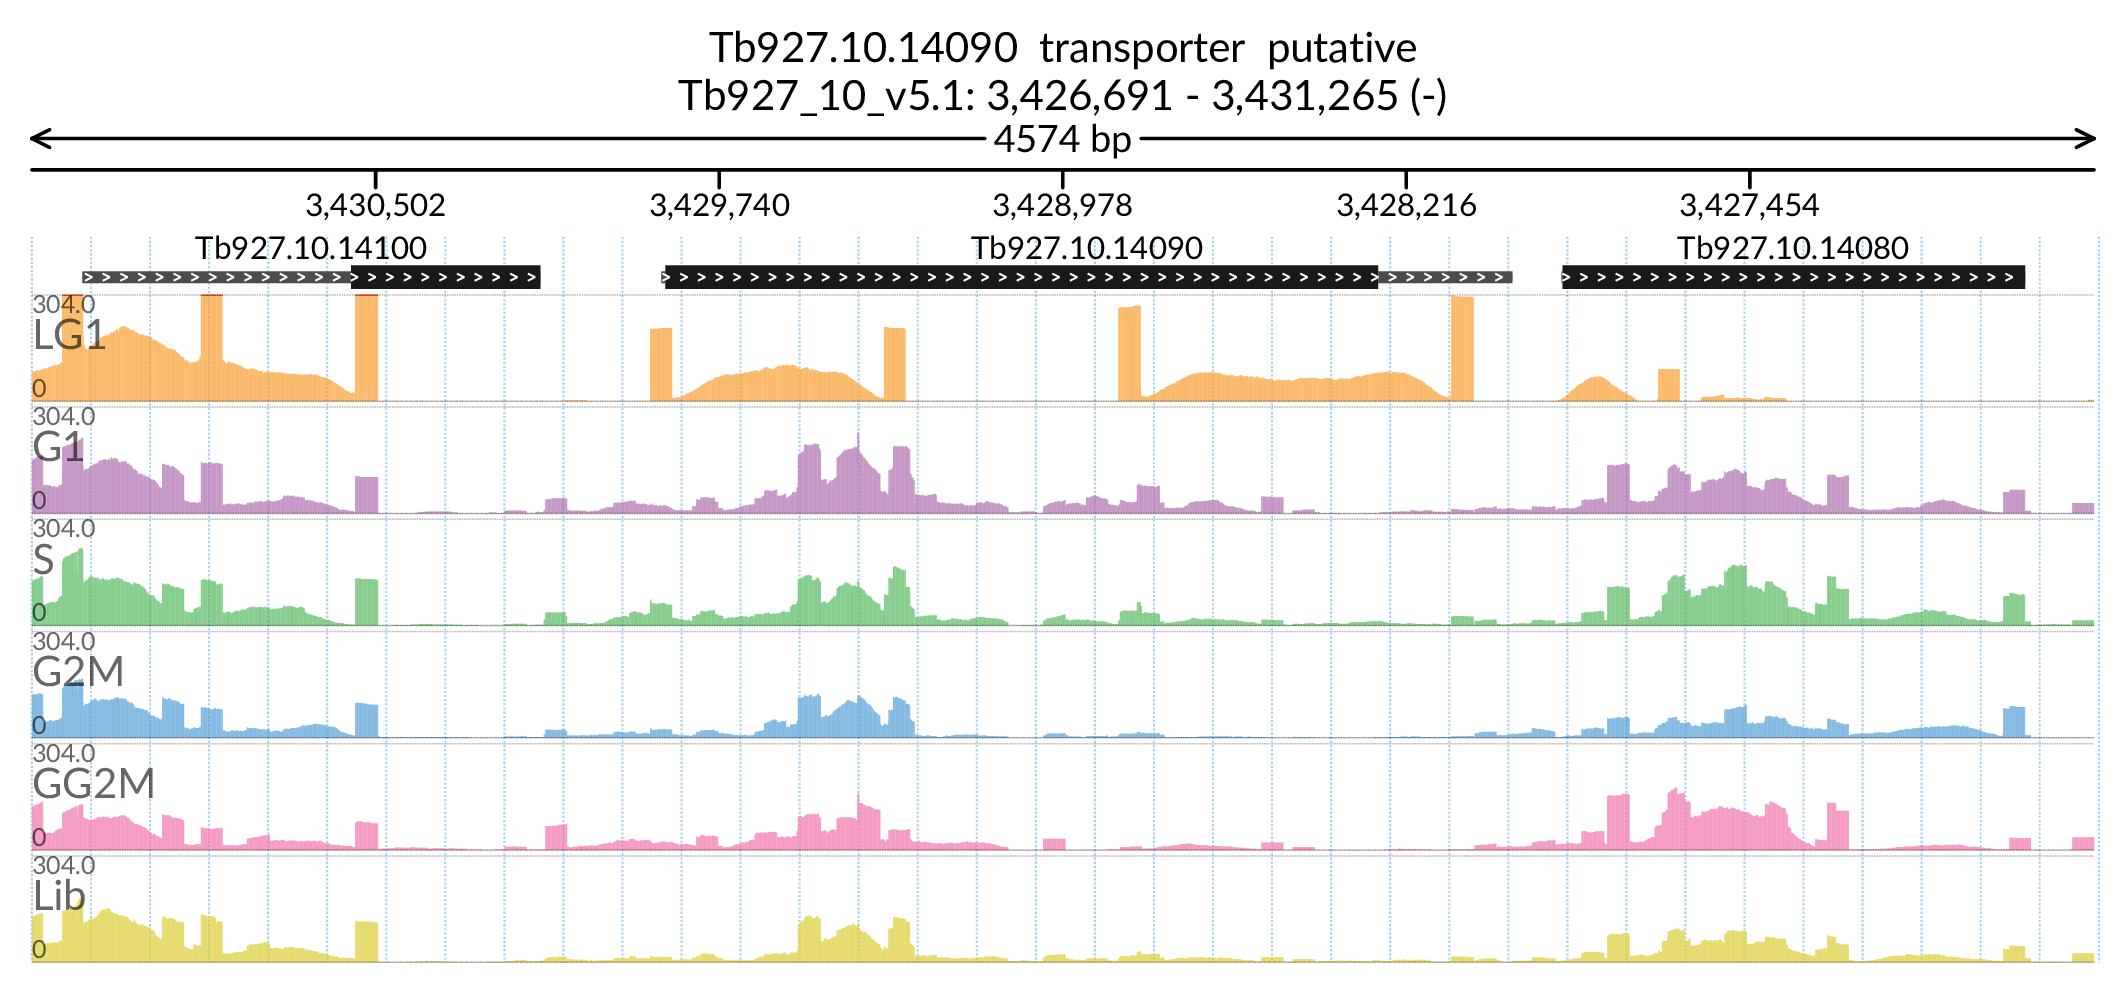 Tb927.10.14090 transporter putative
Tb927_10_v5.1: 3,426,691 - 3,431,265 (-)
4574 bp
3,430,502 3,429,740 3,428,978 3,428,216 3,427,454
Tb927.10.14100 Tb927.10.14090 Tb927.10.14080
304.0
LG1
0
304.0
G1
0
304.0
S
0
304.0
G2M
0
304.0
GG2M
0
304.0
Lib
0